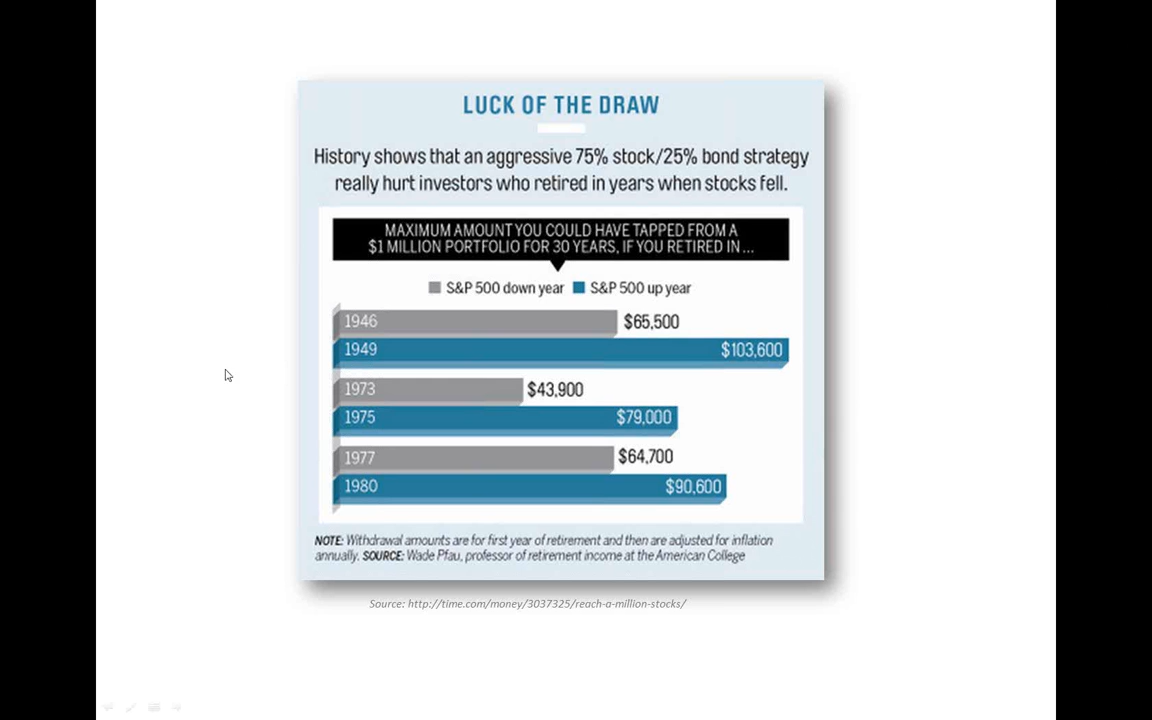 LUCK OF THE DRAW
History shows that an aggressive 75% stock/25% bond strategy
really hurt investors who retired in years when stocks fell.
MAXIMUM AMOUNT YOU COULD HAVE TAPPED FROM A
$1 MILLION PORTFOLIO FOR 30 YEARS, IF YOU RETIRED IN ...
S&P 500 down year S&P 500 up year
1946 $65,500
1949 $103,600
1973 $43,900
1975 $79,000
1977 $64,700
1980 $90,600
NOTE: Withdrawal amounts are for first year of retirement and then are adjusted for inflation
annually. SOURCE: Wade Pfau, professor of retirement income at the American College
Source: http://time.com/money/3037325/reach-a-million-stocks/